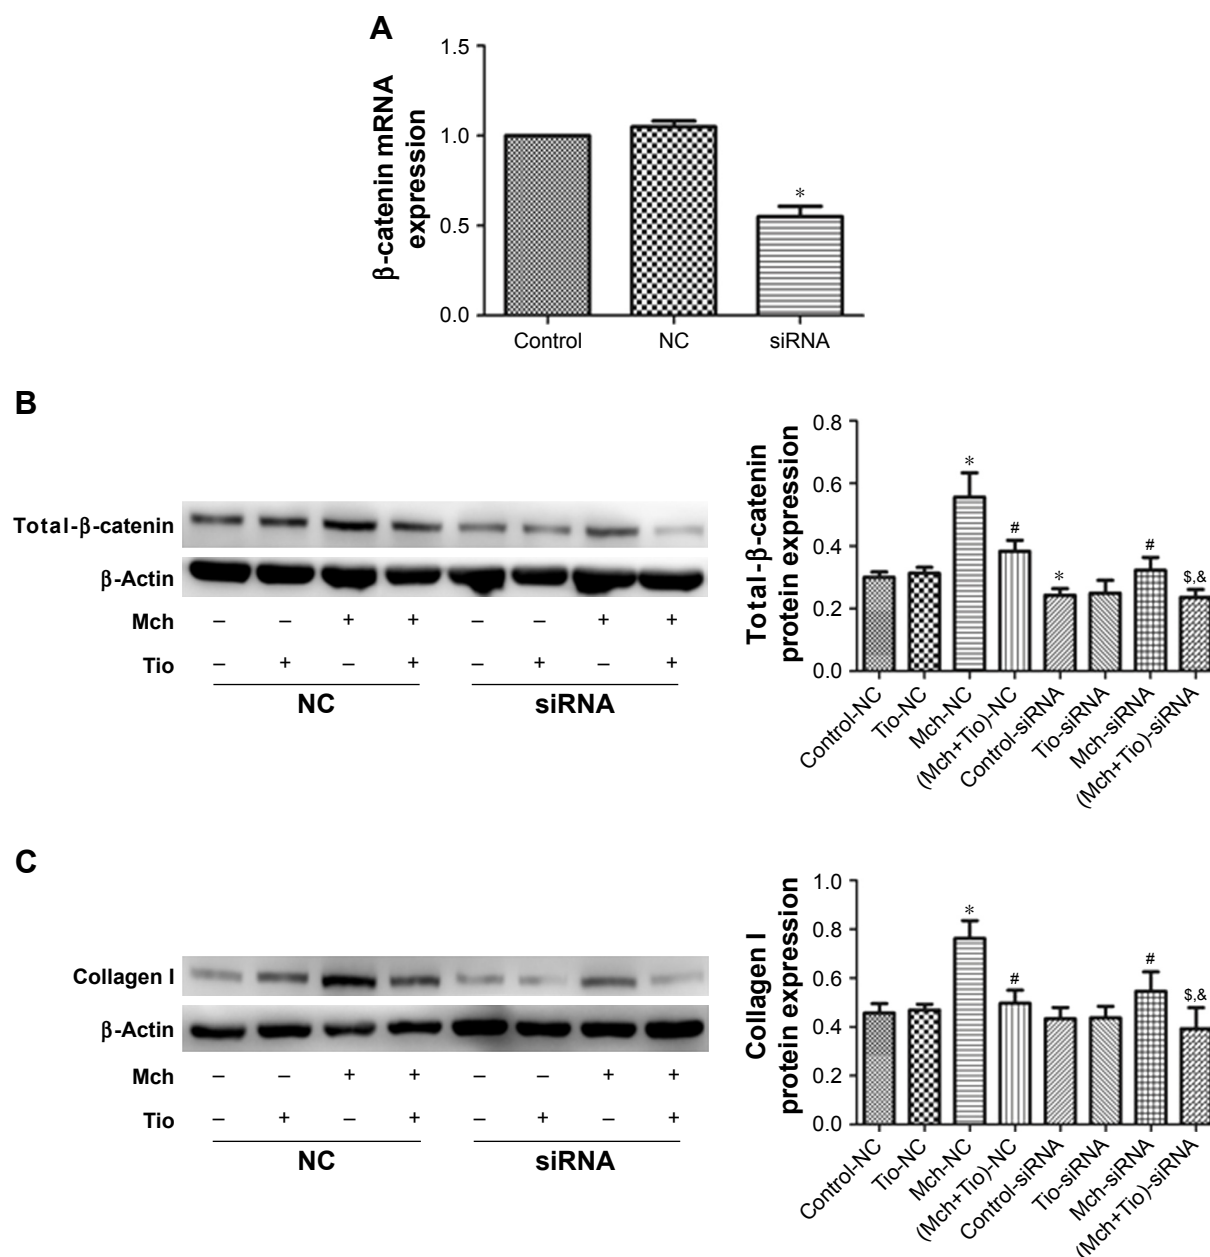 A
β-catenin mRNA
expression
1.5
1.0
0.5
0.0
*
Control NC siRNA
B
Total-β-catenin
β-Actin
Mch – – + + – – + +
Tio – + – + – + – +
NC siRNA
Total-β-catenin
protein expression
0.8
0.6
0.4
0.2
0.0
* # * # $,&
Control-NC
Tio-NC
Mch-NC
(Mch+Tio)-NC
Control-siRNA
Tio-siRNA
Mch-siRNA
(Mch+Tio)-siRNA
C
Collagen I
β-Actin
Mch – – + + – – + +
Tio – + – + – + – +
NC siRNA
Collagen I
protein expression
1.0
0.8
0.6
0.4
0.2
0.0
* # # $,&
Control-NC
Tio-NC
Mch-NC
(Mch+Tio)-NC
Control-siRNA
Tio-siRNA
Mch-siRNA
(Mch+Tio)-siRNA